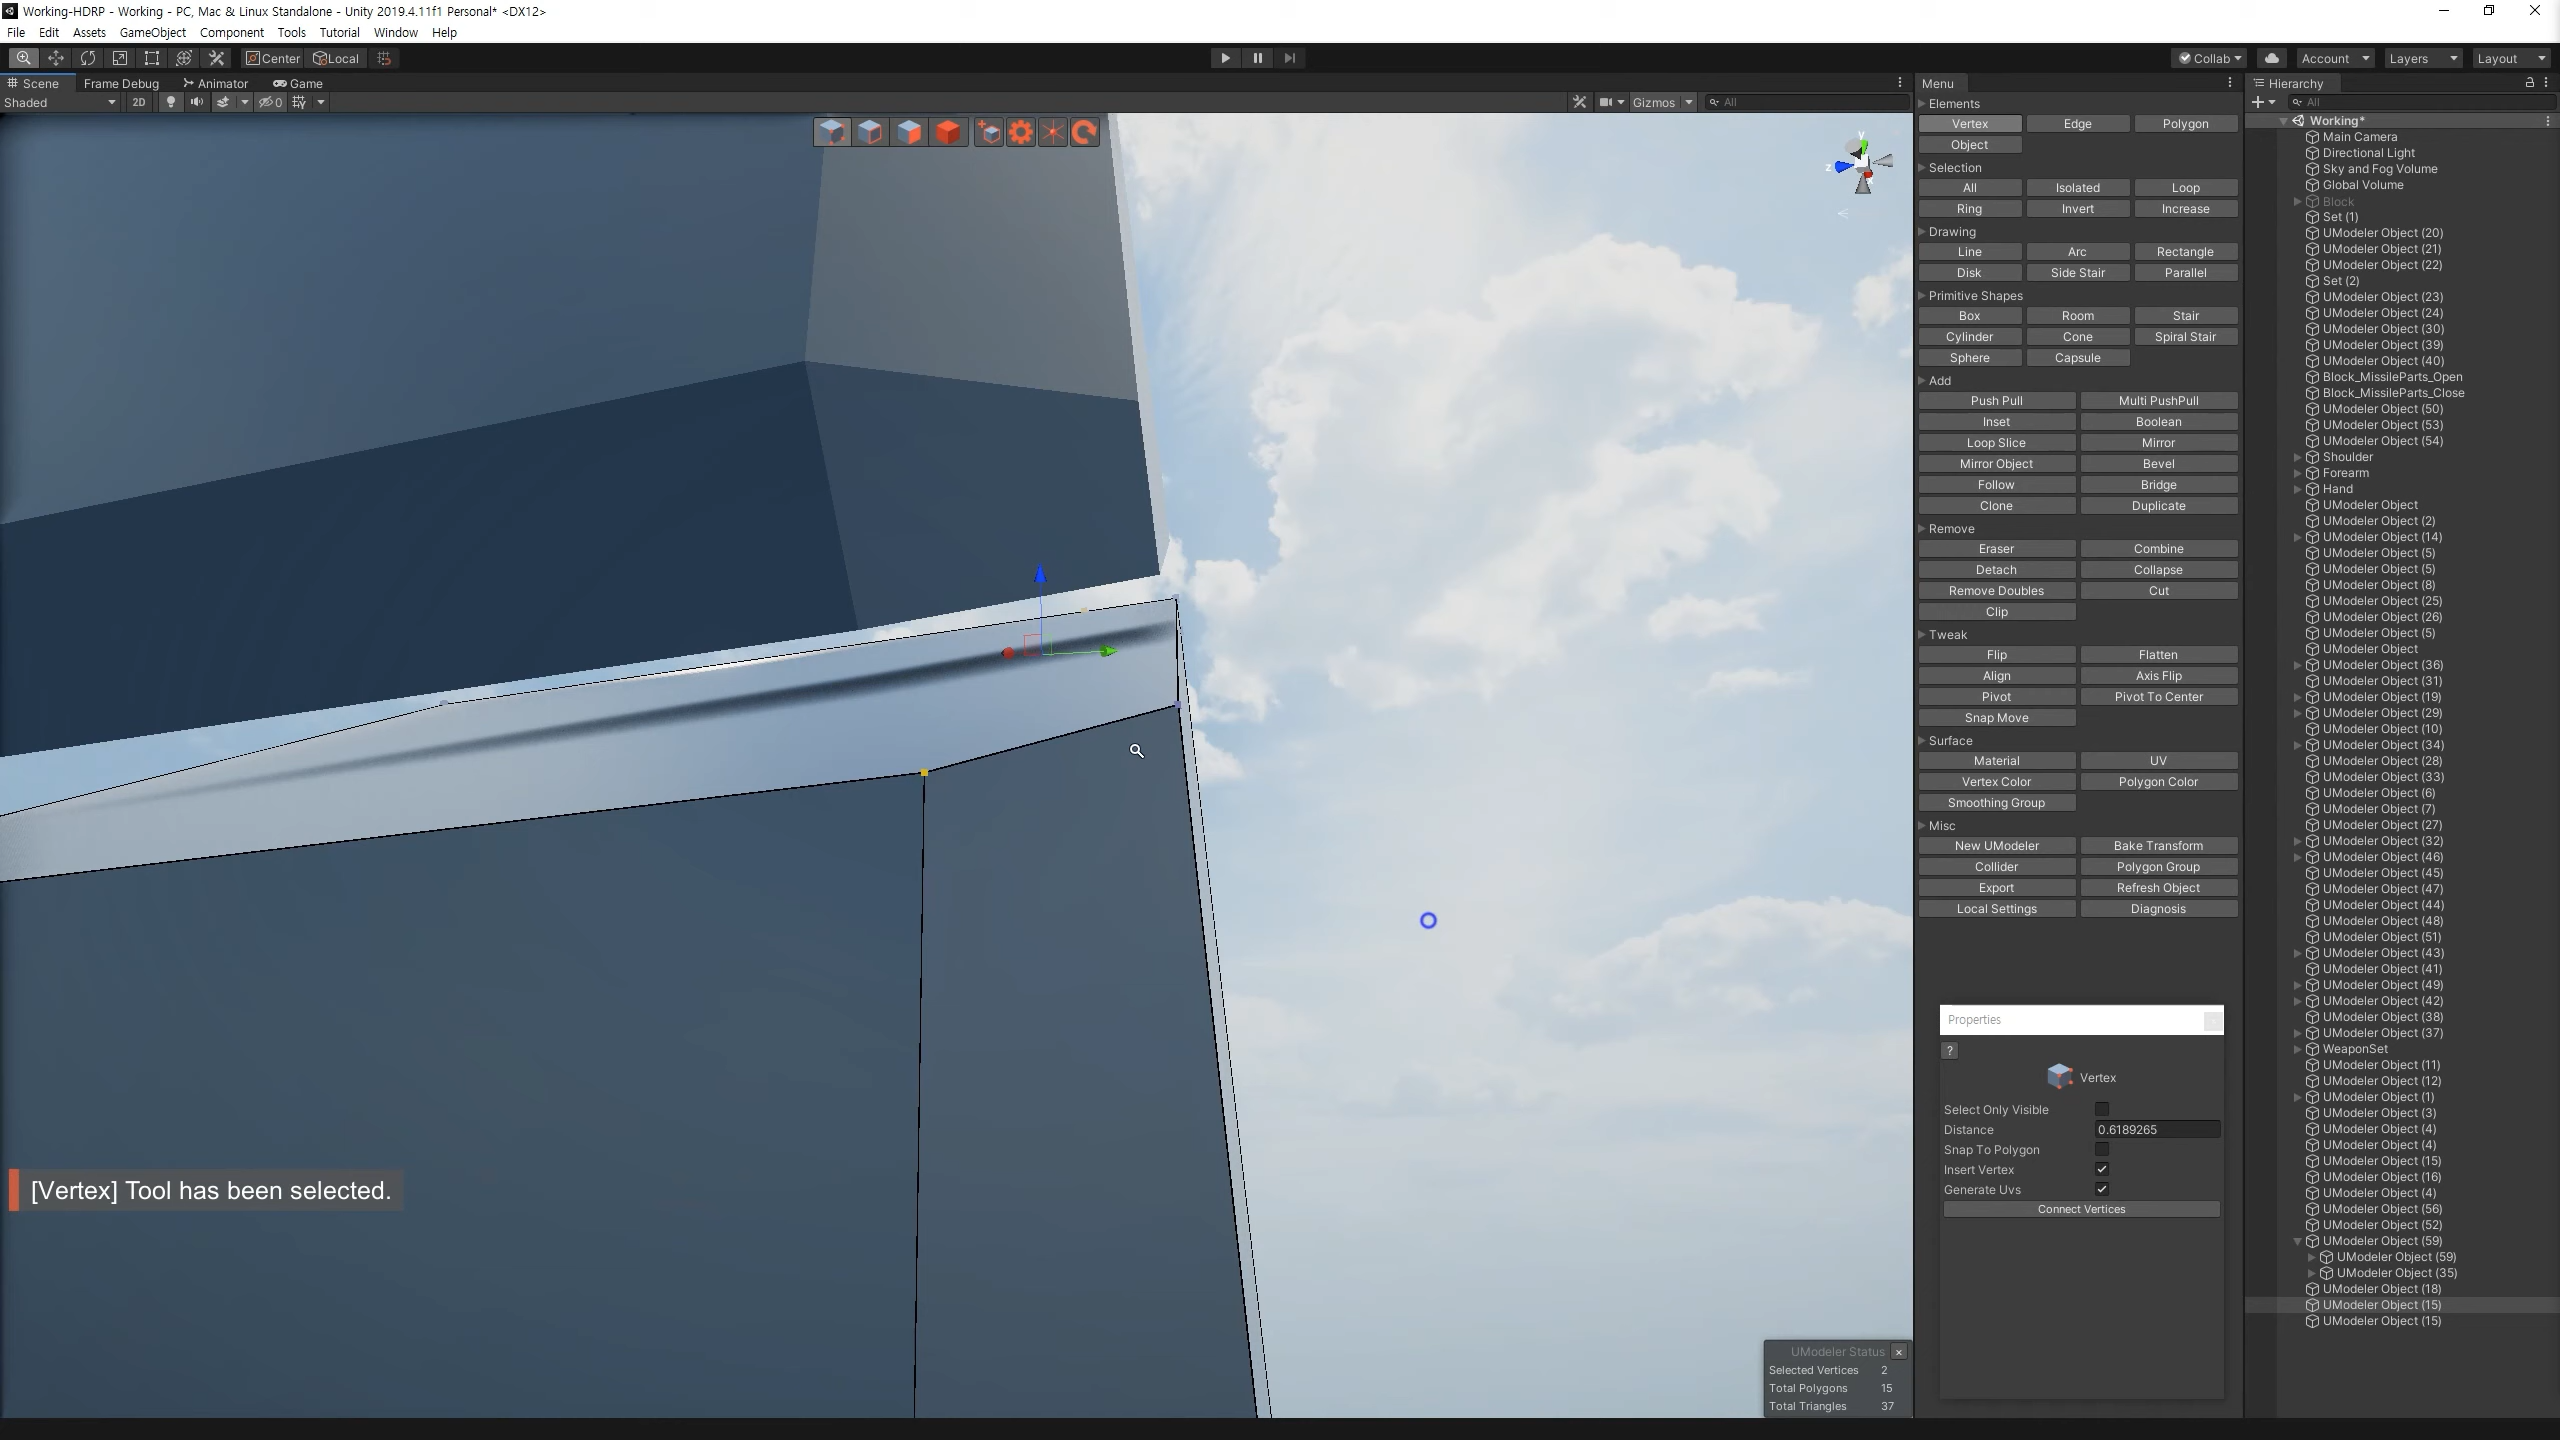 Working-HDRP - Working - PC, Mac & Linux Standalone - Unity 2019.4.11f1 Personal* <DX12>
File Edit Assets GameObject Component Tools Tutorial Window Help
Center Local Collab Account Layers Layout
Scene Frame Debug Animator Game
Shaded 2D 0 Gizmos All
y
z
x
[Vertex] Tool has been selected.
UModeler Status
Selected Vertices 2
Total Polygons 15
Total Triangles 37
Menu
Elements
Vertex Edge Polygon
Object
Selection
All Isolated Loop
Ring Invert Increase
Drawing
Line Arc Rectangle
Disk Side Stair Parallel
Primitive Shapes
Box Room Stair
Cylinder Cone Spiral Stair
Sphere Capsule
Add
Push Pull Multi PushPull
Inset Boolean
Loop Slice Mirror
Mirror Object Bevel
Follow Bridge
Clone Duplicate
Remove
Eraser Combine
Detach Collapse
Remove Doubles Cut
Clip
Tweak
Flip Flatten
Align Axis Flip
Pivot Pivot To Center
Snap Move
Surface
Material UV
Vertex Color Polygon Color
Smoothing Group
Misc
New UModeler Bake Transform
Collider Polygon Group
Export Refresh Object
Local Settings Diagnosis
Properties
?
Vertex
Select Only Visible
Distance 0.6189265
Snap To Polygon
Insert Vertex
Generate Uvs
Connect Vertices
Hierarchy
All
Working*
Main Camera
Directional Light
Sky and Fog Volume
Global Volume
Block
Set (1)
UModeler Object (20)
UModeler Object (21)
UModeler Object (22)
Set (2)
UModeler Object (23)
UModeler Object (24)
UModeler Object (30)
UModeler Object (39)
UModeler Object (40)
Block_MissileParts_Open
Block_MissileParts_Close
UModeler Object (50)
UModeler Object (53)
UModeler Object (54)
Shoulder
Forearm
Hand
UModeler Object
UModeler Object (2)
UModeler Object (14)
UModeler Object (5)
UModeler Object (5)
UModeler Object (8)
UModeler Object (25)
UModeler Object (26)
UModeler Object (5)
UModeler Object
UModeler Object (36)
UModeler Object (31)
UModeler Object (19)
UModeler Object (29)
UModeler Object (10)
UModeler Object (34)
UModeler Object (28)
UModeler Object (33)
UModeler Object (6)
UModeler Object (7)
UModeler Object (27)
UModeler Object (32)
UModeler Object (46)
UModeler Object (45)
UModeler Object (47)
UModeler Object (44)
UModeler Object (48)
UModeler Object (51)
UModeler Object (43)
UModeler Object (41)
UModeler Object (49)
UModeler Object (42)
UModeler Object (38)
UModeler Object (37)
WeaponSet
UModeler Object (11)
UModeler Object (12)
UModeler Object (1)
UModeler Object (3)
UModeler Object (4)
UModeler Object (4)
UModeler Object (15)
UModeler Object (16)
UModeler Object (4)
UModeler Object (56)
UModeler Object (52)
UModeler Object (59)
UModeler Object (59)
UModeler Object (35)
UModeler Object (18)
UModeler Object (15)
UModeler Object (15)